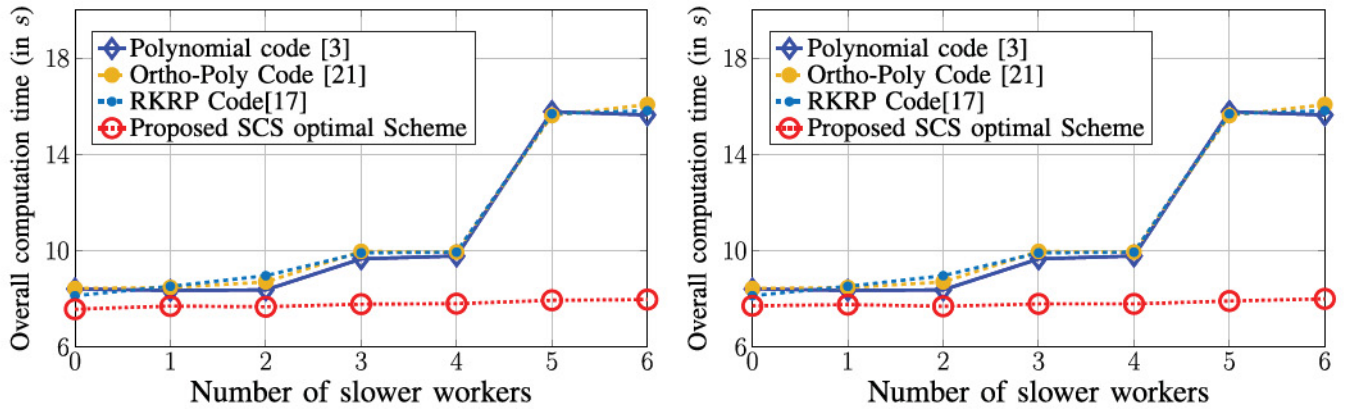 Overall computation time (in s)
18
14
10
6
Polynomial code [3]
Ortho-Poly Code [21]
RKRP Code[17]
Proposed SCS optimal Scheme
0 1 2 3 4 5 6
Number of slower workers
Overall computation time (in s)
18
14
10
6
Polynomial code [3]
Ortho-Poly Code [21]
RKRP Code[17]
Proposed SCS optimal Scheme
0 1 2 3 4 5 6
Number of slower workers